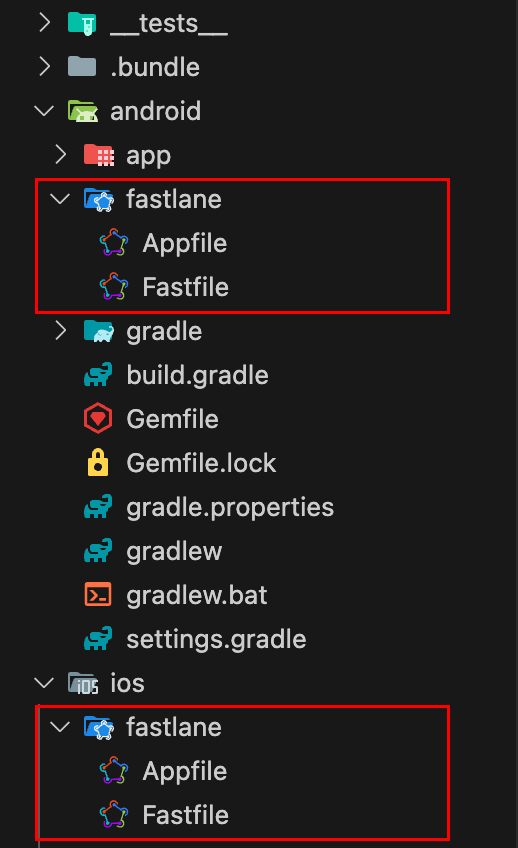 __tests__
.bundle
android
app
fastlane
Appfile
Fastfile
gradle
build.gradle
Gemfile
Gemfile.lock
gradle.properties
gradlew
gradlew.bat
settings.gradle
iOS ios
fastlane
Appfile
Fastfile